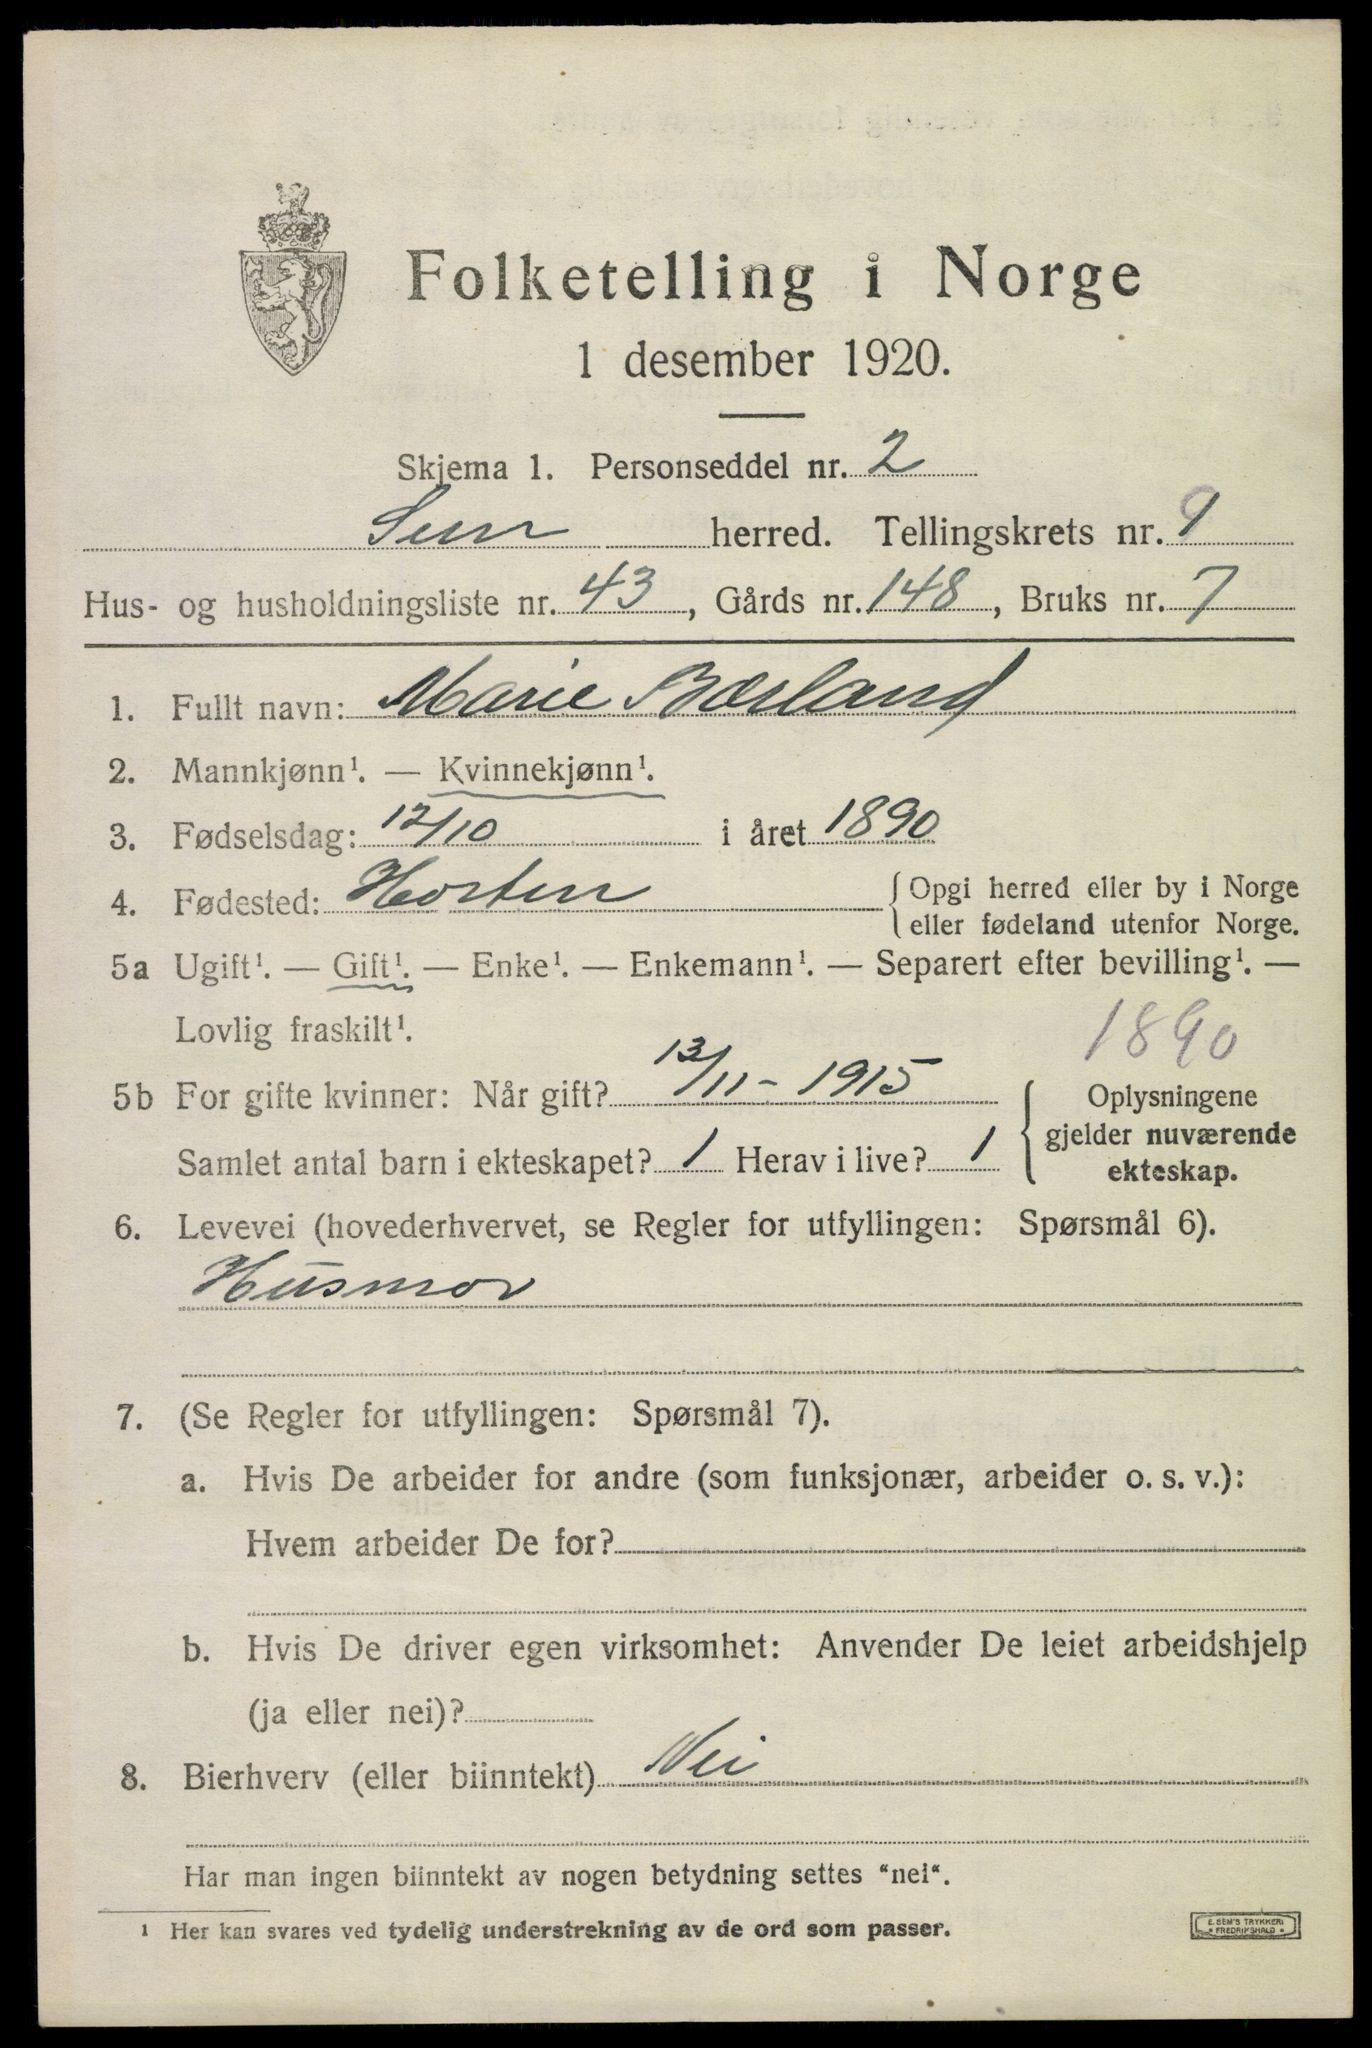 Folketelling i Norge
1 desember 1920.
Skjema 1. Personseddel nr. 2
Sem herred. Tellingskrets nr. 9
Hus- og husholdningsliste nr. 43, Gårds nr. 148, Bruks nr. 7
1. Fullt navn: Marie Bærland
2. Mannkjønn¹. — Kvinnekjønn¹.
3. Fødselsdag: 12/10 i året 1890
4. Fødested: Horten {Opgi herred eller by i Norge
eller fødeland utenfor Norge.
5a Ugift¹. — Gift¹. — Enke¹. — Enkemann¹. — Separert efter bevilling¹. —
Lovlig fraskilt¹.
1890
5b For gifte kvinner: Når gift? 13/11 - 1915
Samlet antal barn i ekteskapet? 1 Herav i live? 1
Oplysningene
gjelder nuværende
ekteskap.
6. Levevei (hovederhvervet, se Regler for utfyllingen: Spørsmål 6).
Husmor
7. (Se Regler for utfyllingen: Spørsmål 7).
a. Hvis De arbeider for andre (som funksjonær, arbeider o. s. v.):
Hvem arbeider De for?
b. Hvis De driver egen virksomhet: Anvender De leiet arbeidshjelp
(ja eller nei)?
8. Bierhverv (eller biinntekt) Nei
Har man ingen biinntekt av nogen betydning settes "nei".
¹ Her kan svares ved tydelig understrekning av de ord som passer.
E. SEM'S TRYKKERI
FREDRIKSHALD